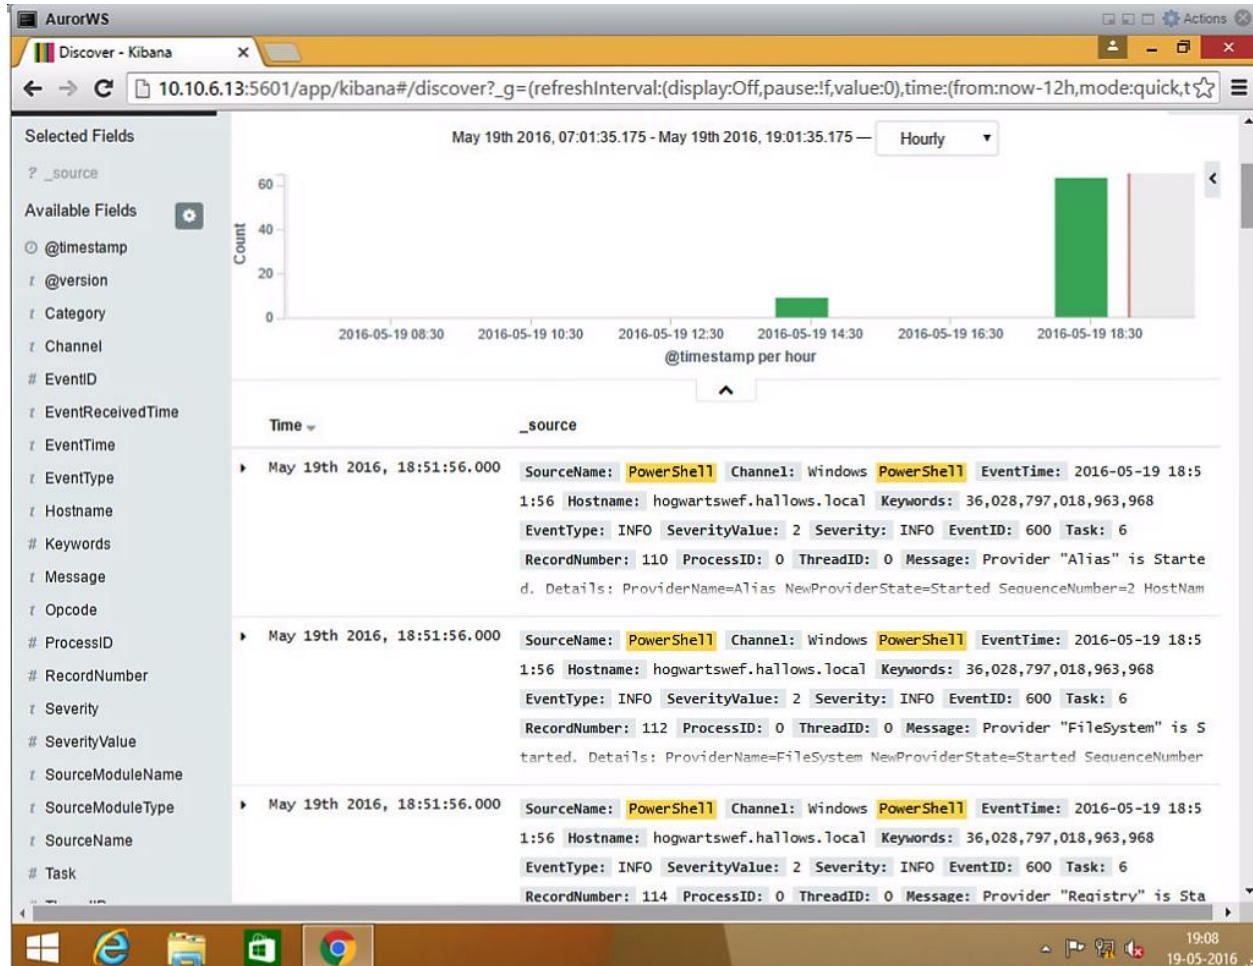 AurorWS
Actions
Discover - Kibana
10.10.6.13:5601/app/kibana#/discover?_g=(refreshInterval:(display:Off,pause:!f,value:0),time:(from:now-12h,mode:quick,t
Selected Fields
? _source
Available Fields
@timestamp
t @version
t Category
t Channel
# EventID
t EventReceivedTime
t EventTime
t EventType
t Hostname
# Keywords
t Message
t Opcode
# ProcessID
# RecordNumber
t Severity
# SeverityValue
t SourceModuleName
t SourceModuleType
t SourceName
# Task
May 19th 2016, 07:01:35.175 - May 19th 2016, 19:01:35.175 — Hourly
Count
60
40
20
0
2016-05-19 08:30 2016-05-19 10:30 2016-05-19 12:30 2016-05-19 14:30 2016-05-19 16:30 2016-05-19 18:30
@timestamp per hour
Time _source
May 19th 2016, 18:51:56.000 SourceName: PowerShell Channel: Windows PowerShell EventTime: 2016-05-19 18:5
1:56 Hostname: hogwartswef.hallows.local Keywords: 36,028,797,018,963,968
EventType: INFO SeverityValue: 2 Severity: INFO EventID: 600 Task: 6
RecordNumber: 110 ProcessID: 0 ThreadID: 0 Message: Provider "Alias" is Starte
d. Details: ProviderName=Alias NewProviderState=Started SequenceNumber=2 HostNam
May 19th 2016, 18:51:56.000 SourceName: PowerShell Channel: Windows PowerShell EventTime: 2016-05-19 18:5
1:56 Hostname: hogwartswef.hallows.local Keywords: 36,028,797,018,963,968
EventType: INFO SeverityValue: 2 Severity: INFO EventID: 600 Task: 6
RecordNumber: 112 ProcessID: 0 ThreadID: 0 Message: Provider "FileSystem" is S
tarted. Details: ProviderName=FileSystem NewProviderState=Started SequenceNumber
May 19th 2016, 18:51:56.000 SourceName: PowerShell Channel: Windows PowerShell EventTime: 2016-05-19 18:5
1:56 Hostname: hogwartswef.hallows.local Keywords: 36,028,797,018,963,968
EventType: INFO SeverityValue: 2 Severity: INFO EventID: 600 Task: 6
RecordNumber: 114 ProcessID: 0 ThreadID: 0 Message: Provider "Registry" is Sta
19:08
19-05-2016